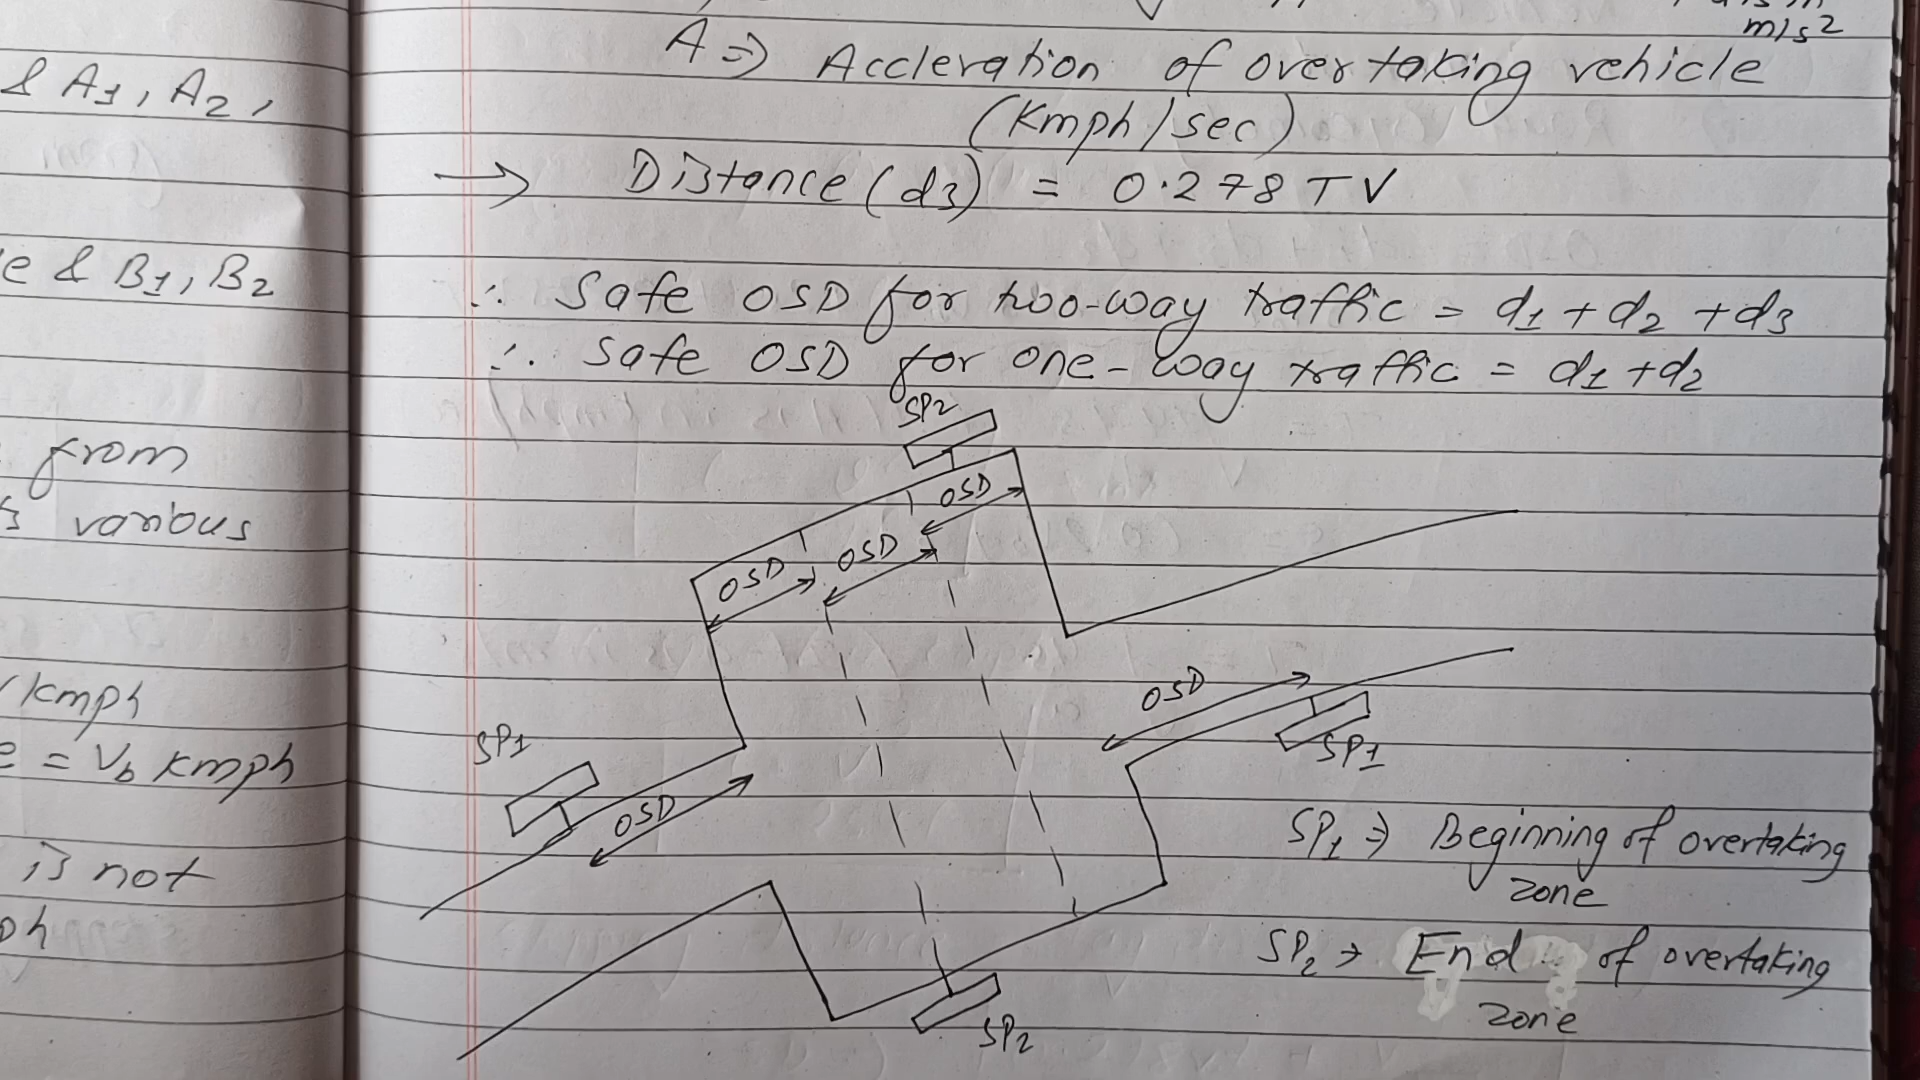 m/s2
A ⇒ Accleration of overtaking vehicle
(Kmph/sec)
→ Distance (d3) = 0.278 TV
∴ Safe OSD for two-way traffic = d1 + d2 + d3
∴ Safe OSD for one-way traffic = d1 + d2
SP2
OSD
OSD
OSD
OSD
SP1
SP1
OSD
SP1 ⇒ Beginning of overtaking
zone
SP2 → End of overtaking
zone
SP2
& A1, A2,
e & B1, B2
from
various
kmph
e = Vb kmph
is not
ph